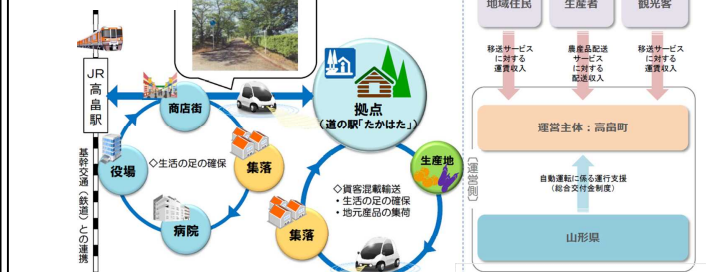 JR高畠駅
基幹交通（鉄道）との連携
商店街
役場
◇生活の足の確保
集落
病院
拠点
（道の駅「たかはた」）
生産地
◇貨客混載輸送
・生活の足の確保
・地元産品の集荷
集落
地域住民
生産者
観光客
移送サービス
に対する
運賃収入
農産品配送
サービス
に対する
配送収入
移送サービス
に対する
運賃収入
〔運営側〕
運営主体：高畠町
自動運転に係る運行支援
（総合交付金制度）
山形県